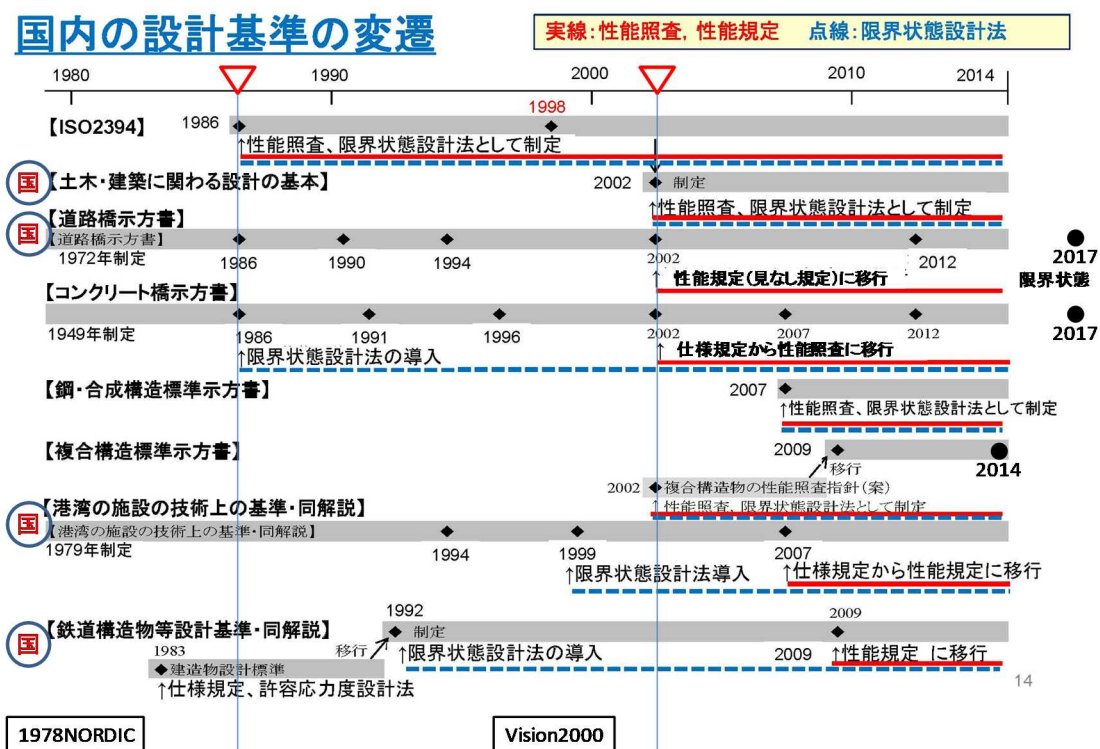 国内の設計基準の変遷
実線：性能照査，性能規定　点線：限界状態設計法
1980 1990 2000 2010 2014
1998
【ISO2394】 1986
↑性能照査、限界状態設計法として制定
国 【土木・建築に関わる設計の基本】 2002 制定
↑性能照査、限界状態設計法として制定
【道路橋示方書】
国 【道路橋示方書】
1972年制定 1986 1990 1994 2002 2012 2017
↑ 性能規定（見なし規定）に移行 限界状態
【コンクリート橋示方書】
1949年制定 1986 1991 1996 2002 2007 2012 2017
↑限界状態設計法の導入 ↑ 仕様規定から性能照査に移行
【鋼・合成構造標準示方書】 2007
↑性能照査、限界状態設計法として制定
【複合構造標準示方書】 2009
移行 2014
2002 複合構造物の性能照査指針（案）
【港湾の施設の技術上の基準・同解説】 ↑性能照査、限界状態設計法として制定
国 【港湾の施設の技術上の基準・同解説】
1979年制定 1994 1999 2007
↑限界状態設計法導入 ↑仕様規定から性能規定に移行
1992 2009
国 【鉄道構造物等設計基準・同解説】 制定
1983 移行 ↑限界状態設計法の導入 2009 ↑性能規定 に移行
建造物設計標準
↑仕様規定、許容応力度設計法
14
1978NORDIC Vision2000